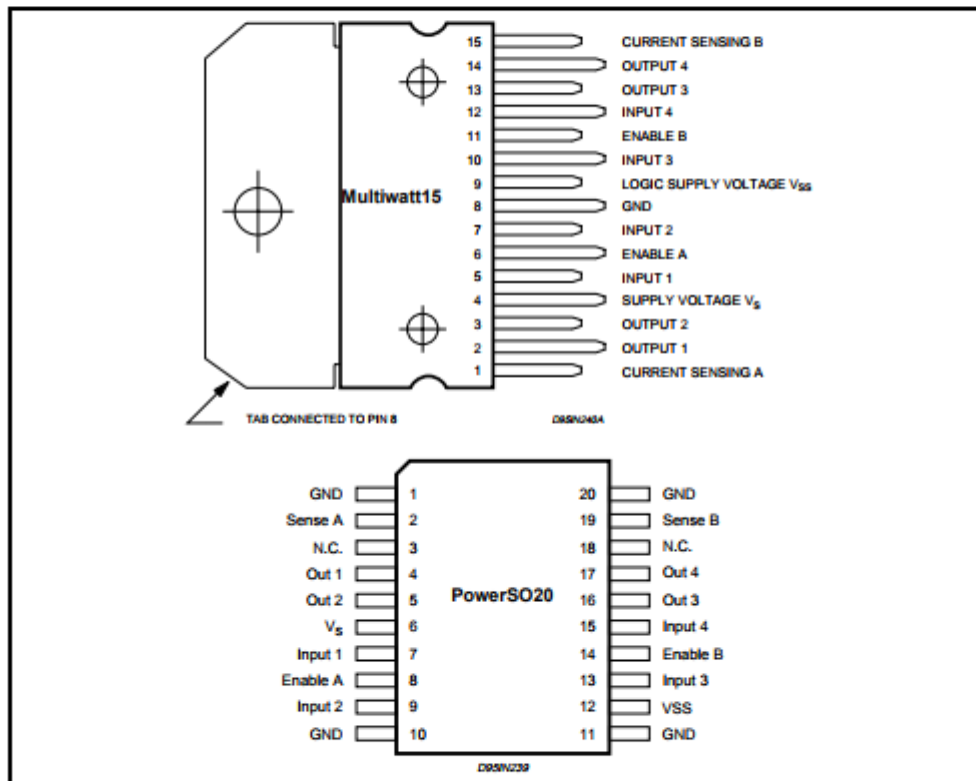 15 CURRENT SENSING B
14 OUTPUT 4
13 OUTPUT 3
12 INPUT 4
11 ENABLE B
10 INPUT 3
9 LOGIC SUPPLY VOLTAGE VSS
8 GND
7 INPUT 2
6 ENABLE A
5 INPUT 1
4 SUPPLY VOLTAGE VS
3 OUTPUT 2
2 OUTPUT 1
1 CURRENT SENSING A
Multiwatt15
TAB CONNECTED TO PIN 8
D95IN240A
GND 1 20 GND
Sense A 2 19 Sense B
N.C. 3 18 N.C.
Out 1 4 17 Out 4
Out 2 5 16 Out 3
VS 6 15 Input 4
Input 1 7 14 Enable B
Enable A 8 13 Input 3
Input 2 9 12 VSS
GND 10 11 GND
PowerSO20
D95IN239